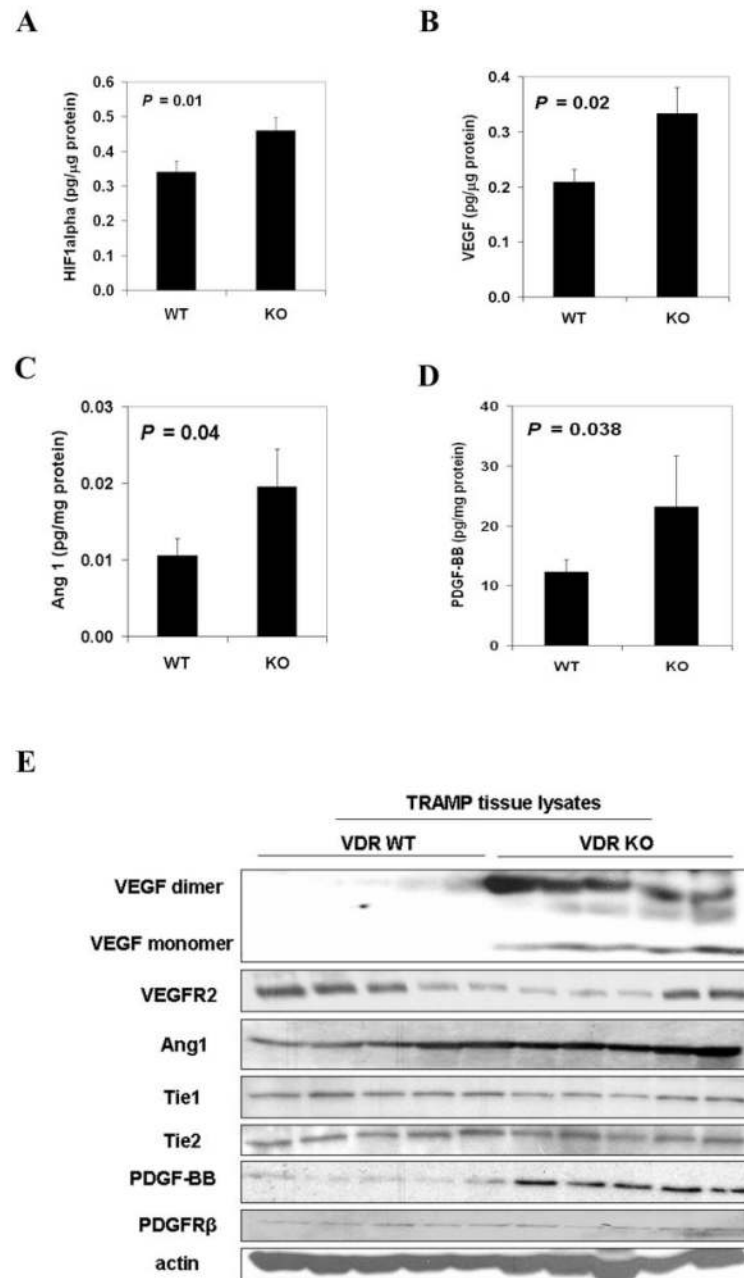 A
HIF1alpha (pg/µg protein)
0.6
0.5
0.4
0.3
0.2
0.1
0.0
P = 0.01
WT KO
B
VEGF (pg/µg protein)
0.4
0.3
0.2
0.1
0.0
P = 0.02
WT KO
C
Ang 1 (pg/mg protein)
0.03
0.02
0.01
0.00
P = 0.04
WT KO
D
PDGF-BB (pg/mg protein)
40
30
20
10
0
P = 0.038
WT KO
E
TRAMP tissue lysates
VDR WT VDR KO
VEGF dimer
VEGF monomer
VEGFR2
Ang1
Tie1
Tie2
PDGF-BB
PDGFRβ
actin